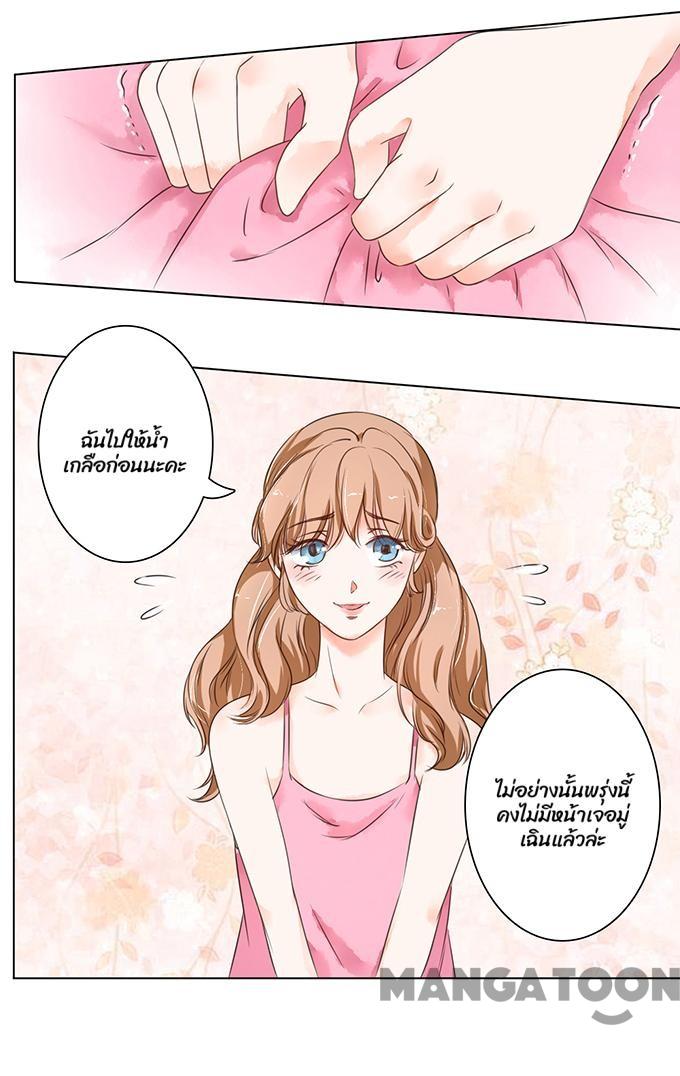 ฉันไปให้น้ำ
เกลือก่อนนะคะ
ไม่อย่างนั้นพรุ่งนี้
คงไม่มีหน้าเจอมู่
เฉินแล้วล่ะ
MANGATOON